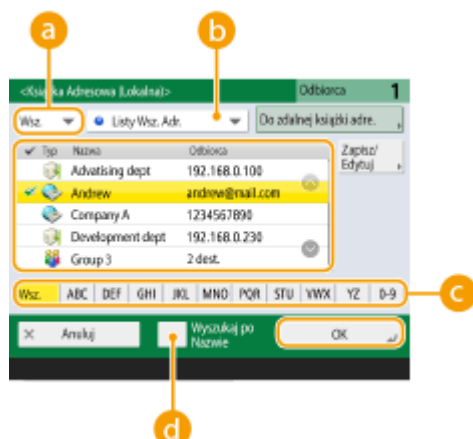 a
b
<Książka Adresowa (Lokalna)> Odbiorca 1
Wsz. Listy Wsz. Adr. Do zdalnej książki adre.
Typ Nazwa Odbiorca
Zapisz/
Edytuj
Advatising dept 192.168.0.100
Andrew andrew@mail.com
Company A 1234567890
Development dept 192.168.0.230
Group 3 2 dest.
Wsz. ABC DEF GHI JKL MNO PQR STU VWX YZ 0-9
c
Anuluj Wyszukaj po
Nazwie
OK
d